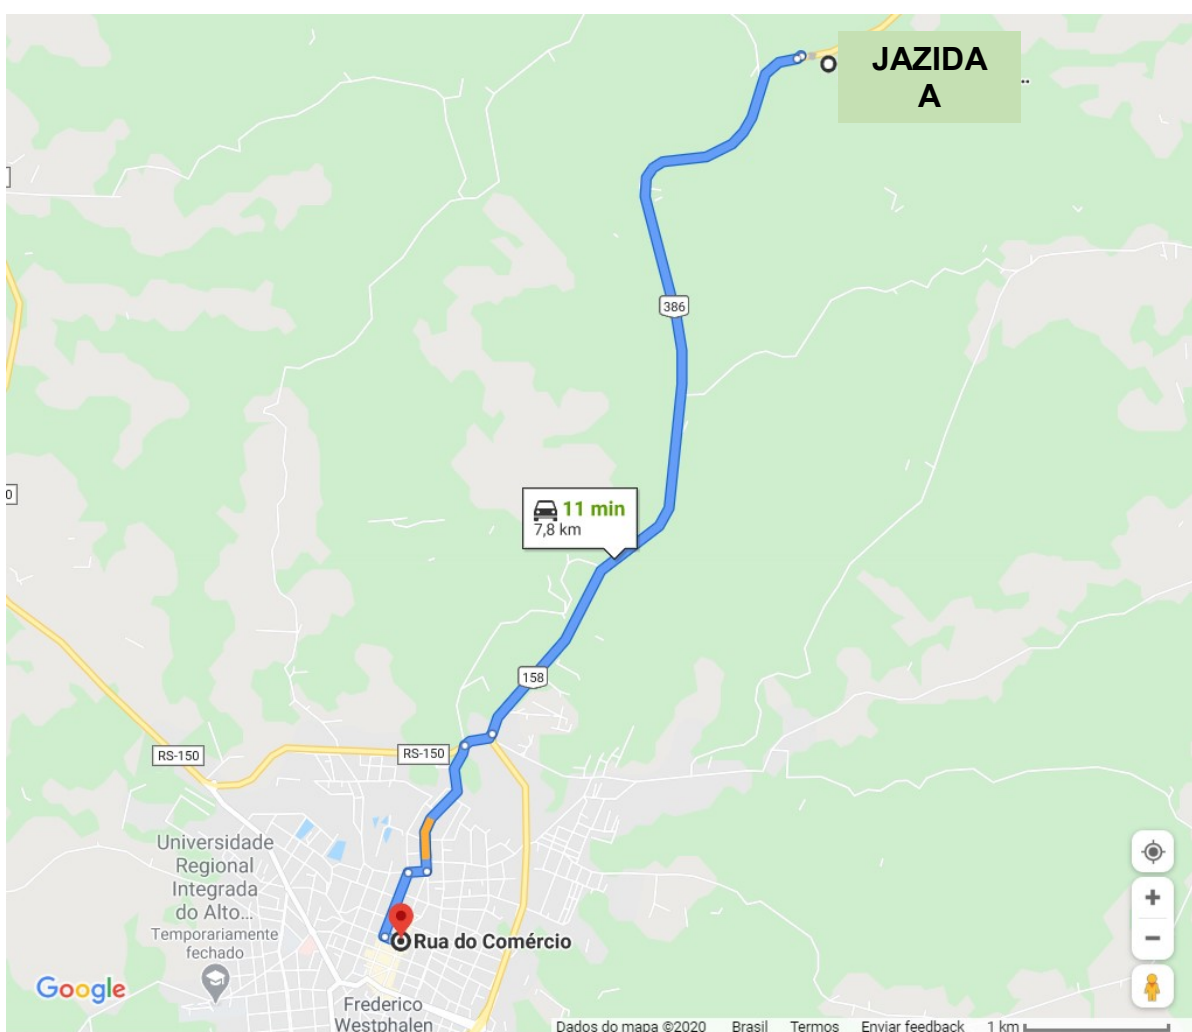 JAZIDA
A
386
11 min
7,8 km
158
RS-150
RS-150
0
Universidade
Regional
Integrada
do Alto...
Temporariamente
fechado
Rua do Comércio
Frederico
Westphalen
Google
Dados do mapa ©2020 Brasil Termos Enviar feedback 1 km